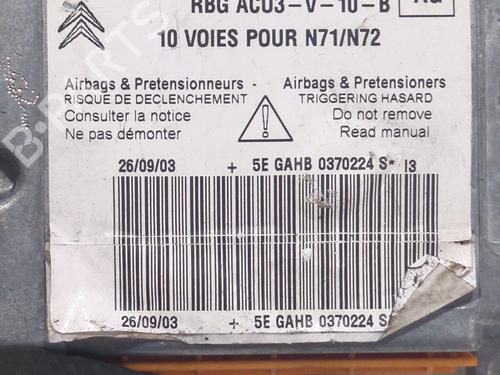 RBG AC03-V-10-B
10 VOIES POUR N71/N72
Airbags & Pretensionneurs - Airbags & Pretensioners
RISQUE DE DECLENCHEMENT TRIGGERING HASARD
Consulter la notice Do not remove
Ne pas démonter Read manual
26/09/03 + 5E GAHB 0370224 S* I3
26/09/03 + 5E GAHB 0370224 S
B-PARTS